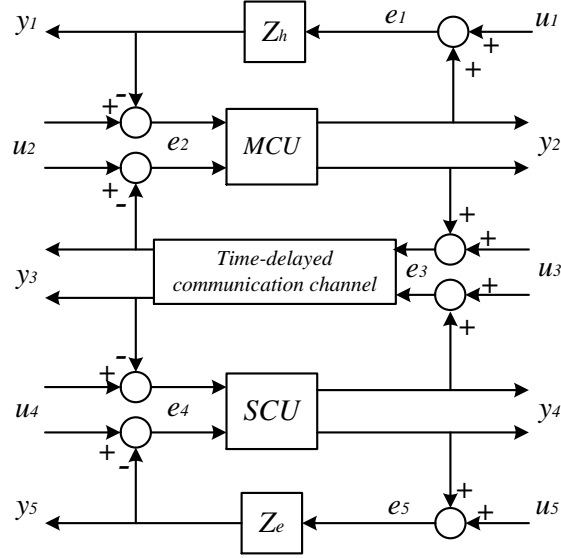 y1 Zh e1 u1
+ +
- +
+
u2 e2 MCU y2
+
- +
+
y3 Time-delayed communication channel e3 u3
+
+
- +
+
u4 e4 SCU y4
+
- +
+
y5 Ze e5 u5